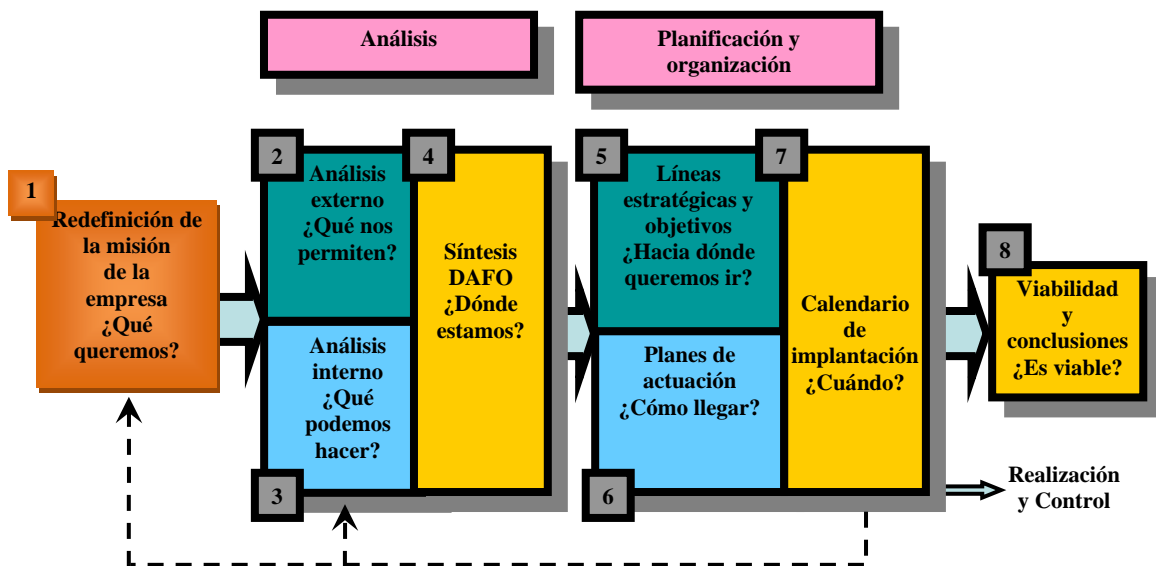 Análisis
Planificación y
organización
1
Redefinición de
la misión
de la
empresa
¿Qué
queremos?
2
Análisis
externo
¿Qué nos
permiten?
3
Análisis
interno
¿Qué
podemos
hacer?
4
Síntesis
DAFO
¿Dónde
estamos?
5
Líneas
estratégicas y
objetivos
¿Hacia dónde
queremos ir?
6
Planes de
actuación
¿Cómo llegar?
7
Calendario
de
implantación
¿Cuándo?
8
Viabilidad
y
conclusiones
¿Es viable?
Realización
y Control